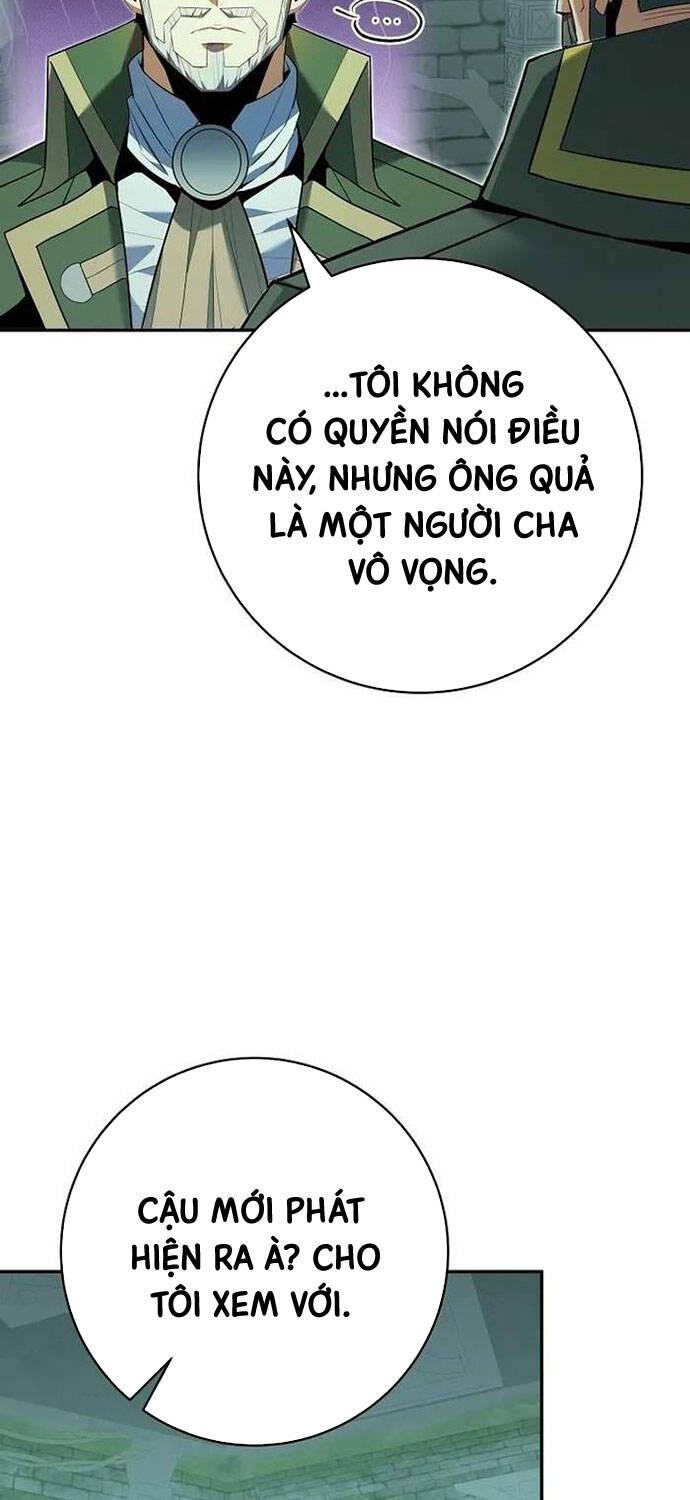 ...
...TÔI KHÔNG
CÓ QUYỀN NÓI ĐIỀU
NÀY, NHƯNG ÔNG QUẢ
LÀ MỘT NGƯỜI CHA
VÔ VỌNG.
CẬU MỚI PHÁT
HIỆN RA À? CHO
TÔI XEM VỚI.